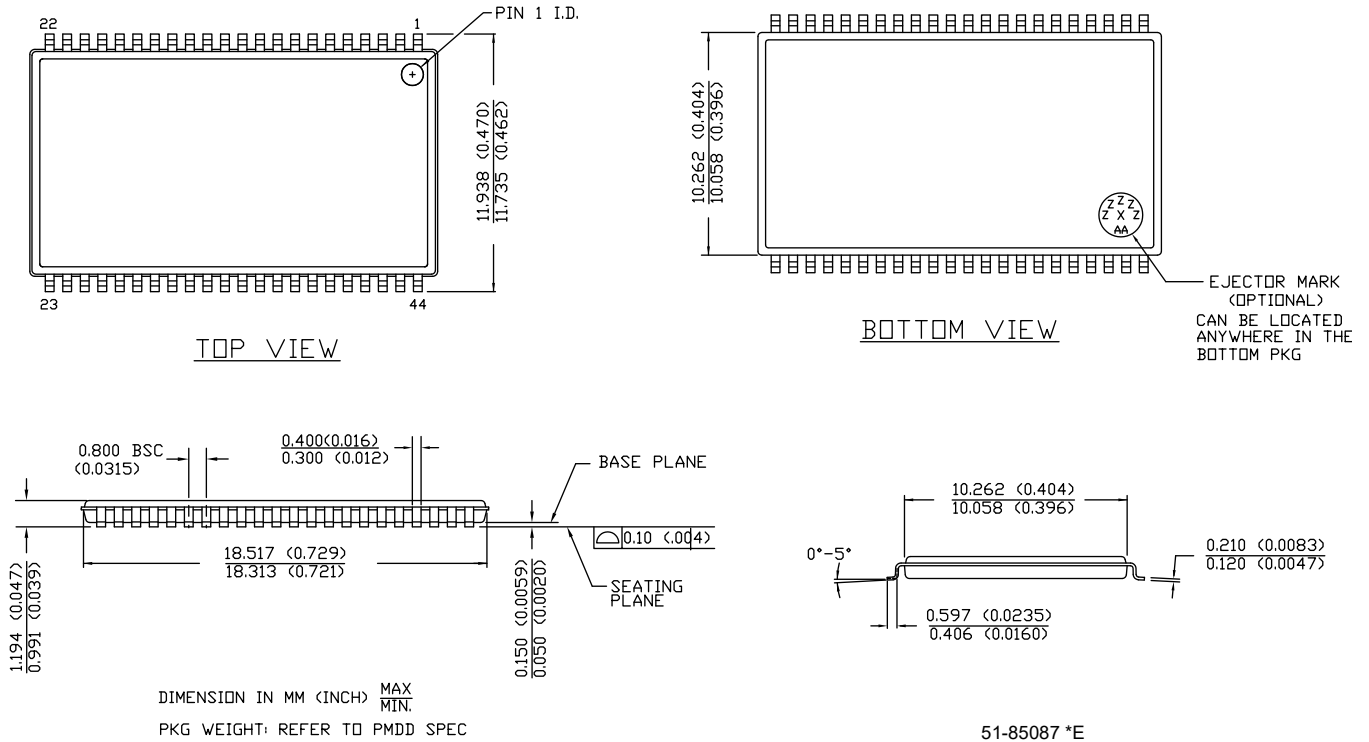 22
1
PIN 1 I.D.
11.938 (0.470)
11.735 (0.462)
23
44
TOP VIEW
10.262 (0.404)
10.058 (0.396)
Z Z Z
Z X Z
AA
EJECTOR MARK
(OPTIONAL)
CAN BE LOCATED
ANYWHERE IN THE
BOTTOM PKG
BOTTOM VIEW
0.800 BSC
(0.0315)
0.400(0.016)
0.300 (0.012)
BASE PLANE
0.10 (.004)
1.194 (0.047)
0.991 (0.039)
18.517 (0.729)
18.313 (0.721)
0.150 (0.0059)
0.050 (0.0020)
SEATING
PLANE
10.262 (0.404)
10.058 (0.396)
0°-5°
0.210 (0.0083)
0.120 (0.0047)
0.597 (0.0235)
0.406 (0.0160)
DIMENSION IN MM (INCH) MAX
MIN.
PKG WEIGHT: REFER TO PMDD SPEC
51-85087 *E